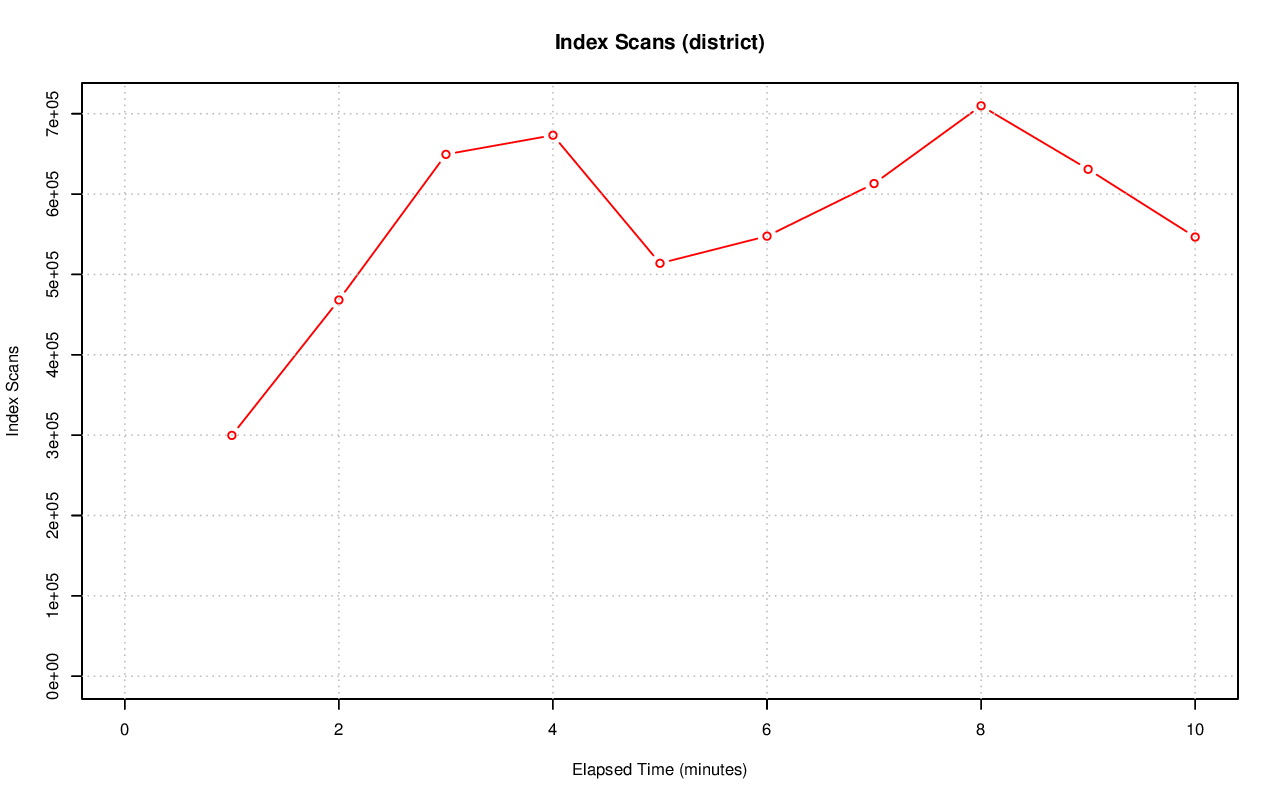 Index Scans (district)
Index Scans
7e+05
6e+05
5e+05
4e+05
3e+05
2e+05
1e+05
0e+00
0 2 4 6 8 10
Elapsed Time (minutes)